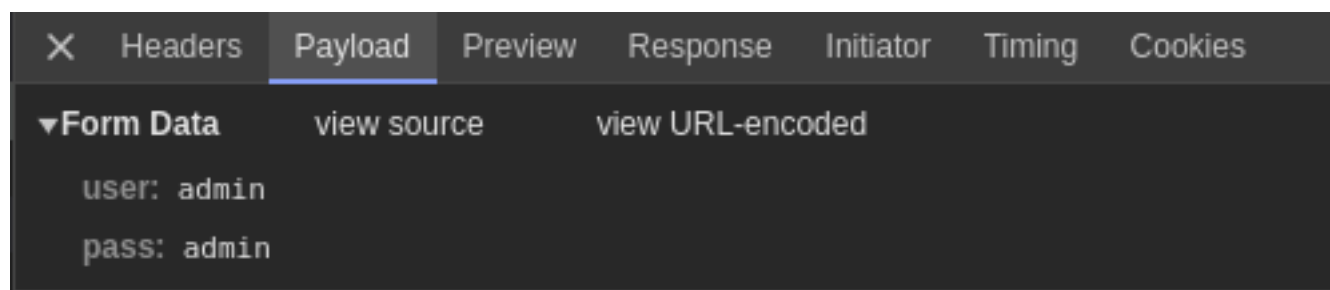 Headers Payload Preview Response Initiator Timing Cookies
Form Data view source view URL-encoded
user: admin
pass: admin